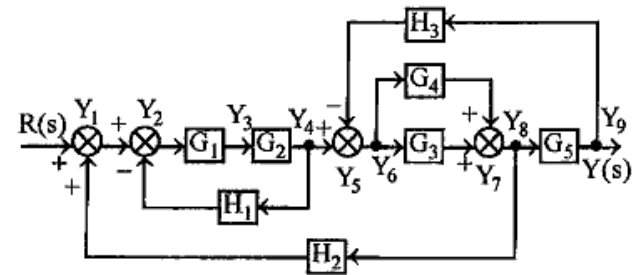 H₃
G₄
R(s) Y₁ Y₂ Y₃ Y₄ Y₈ Y₉
+ + − + − + +
G₁ G₂ G₃ G₅
+ − Y₅ Y₆ + Y₇ Y(s)
H₁
H₂